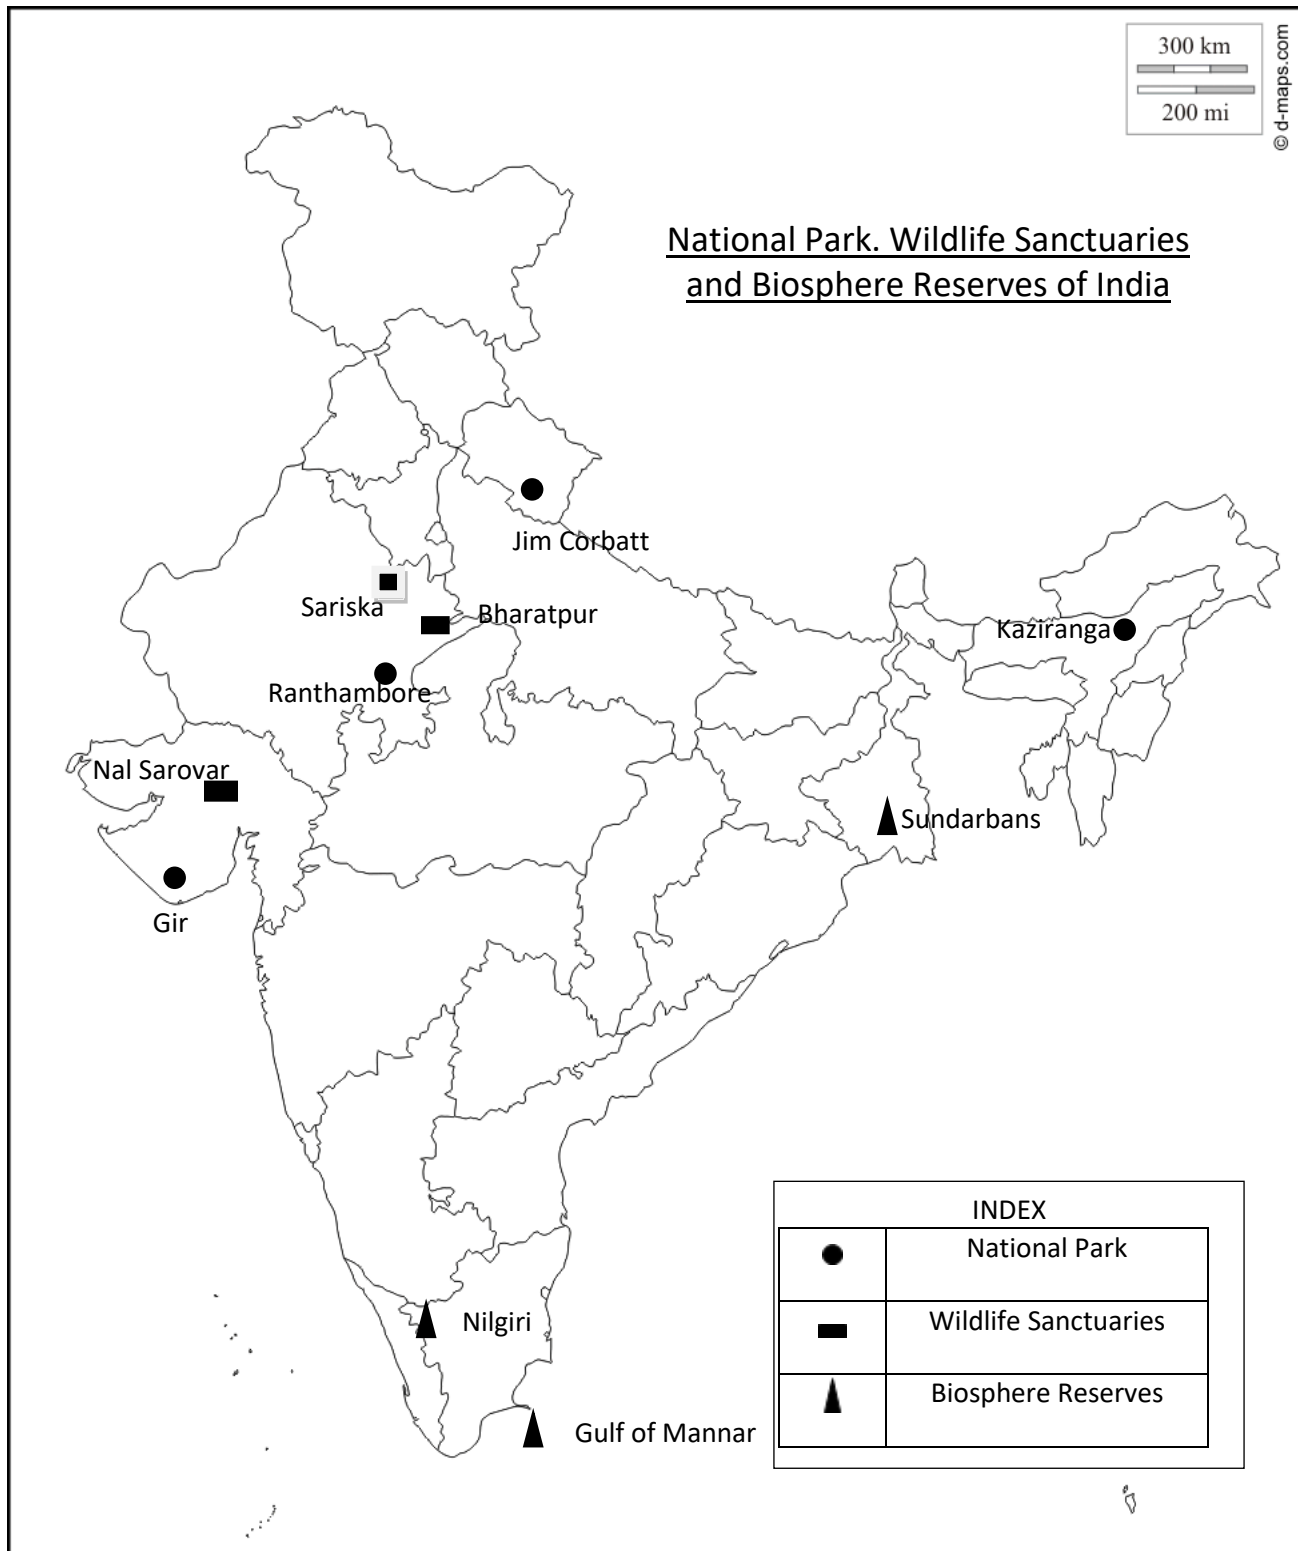 300 km
200 mi
© d-maps.com
National Park. Wildlife Sanctuaries
and Biosphere Reserves of India
Jim Corbatt
Sariska
Bharatpur
Kaziranga
Ranthambore
Nal Sarovar
Sundarbans
Gir
INDEX
National Park
Wildlife Sanctuaries
Biosphere Reserves
Nilgiri
Gulf of Mannar